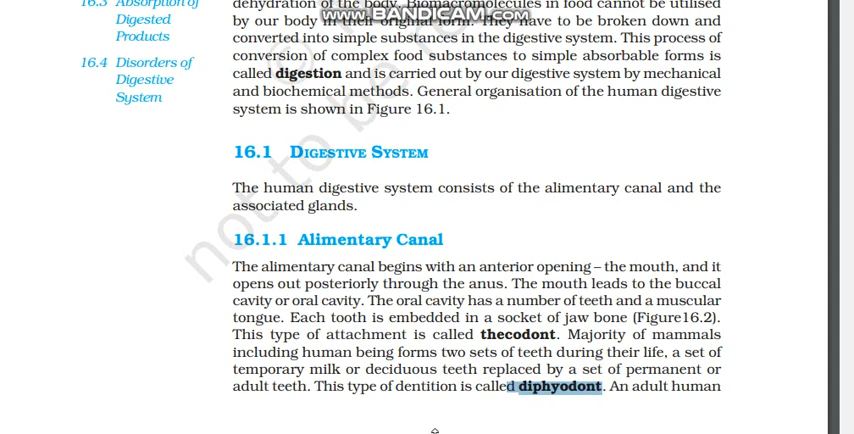 16.3 Absorption of
Digested
Products
16.4 Disorders of
Digestive
System
dehydration of the body. Biomacromolecules in food cannot be utilised
www.BANDICAM.com
by our body in their original form. They have to be broken down and
converted into simple substances in the digestive system. This process of
conversion of complex food substances to simple absorbable forms is
called digestion and is carried out by our digestive system by mechanical
and biochemical methods. General organisation of the human digestive
system is shown in Figure 16.1.
16.1 DIGESTIVE SYSTEM
The human digestive system consists of the alimentary canal and the
associated glands.
16.1.1 Alimentary Canal
The alimentary canal begins with an anterior opening – the mouth, and it
opens out posteriorly through the anus. The mouth leads to the buccal
cavity or oral cavity. The oral cavity has a number of teeth and a muscular
tongue. Each tooth is embedded in a socket of jaw bone (Figure16.2).
This type of attachment is called thecodont. Majority of mammals
including human being forms two sets of teeth during their life, a set of
temporary milk or deciduous teeth replaced by a set of permanent or
adult teeth. This type of dentition is called diphyodont. An adult human
not to be re